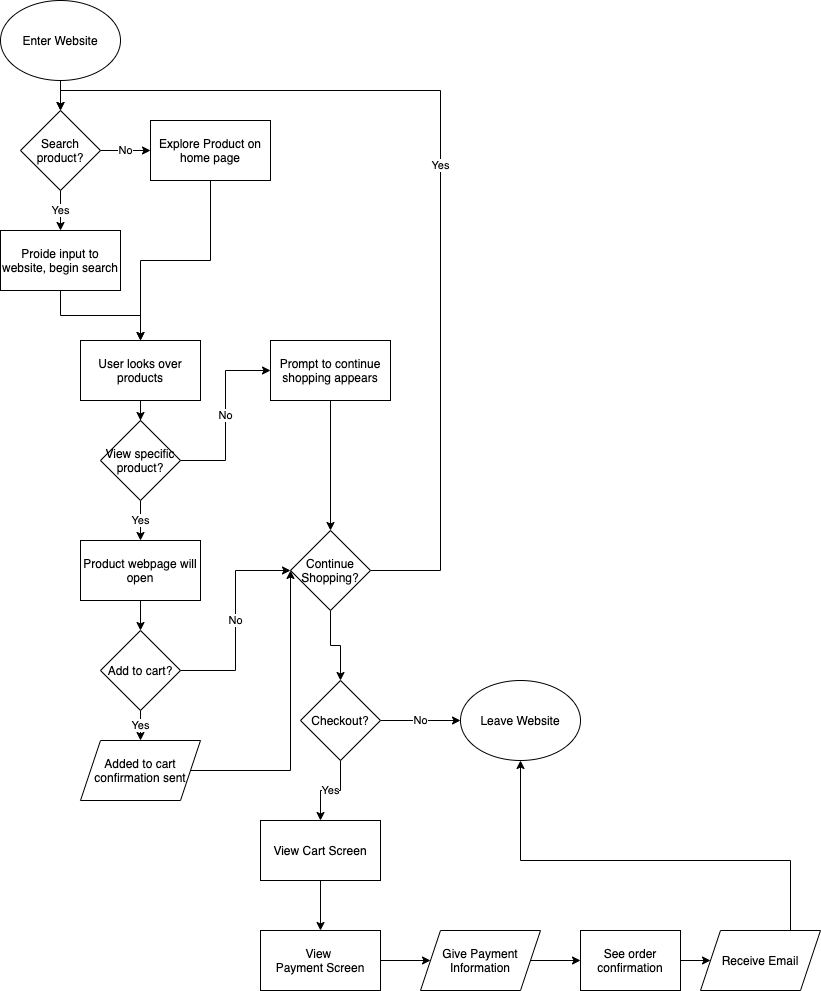 Enter Website
Search
product?
No
Explore Product on
home page
Yes
Yes
Proide input to
website, begin search
User looks over
products
Prompt to continue
shopping appears
No
View specific
product?
Yes
Product webpage will
open
Continue
Shopping?
No
Add to cart?
Yes
Added to cart
confirmation sent
Checkout?
No
Leave Website
Yes
View Cart Screen
View
Payment Screen
Give Payment
Information
See order
confirmation
Receive Email